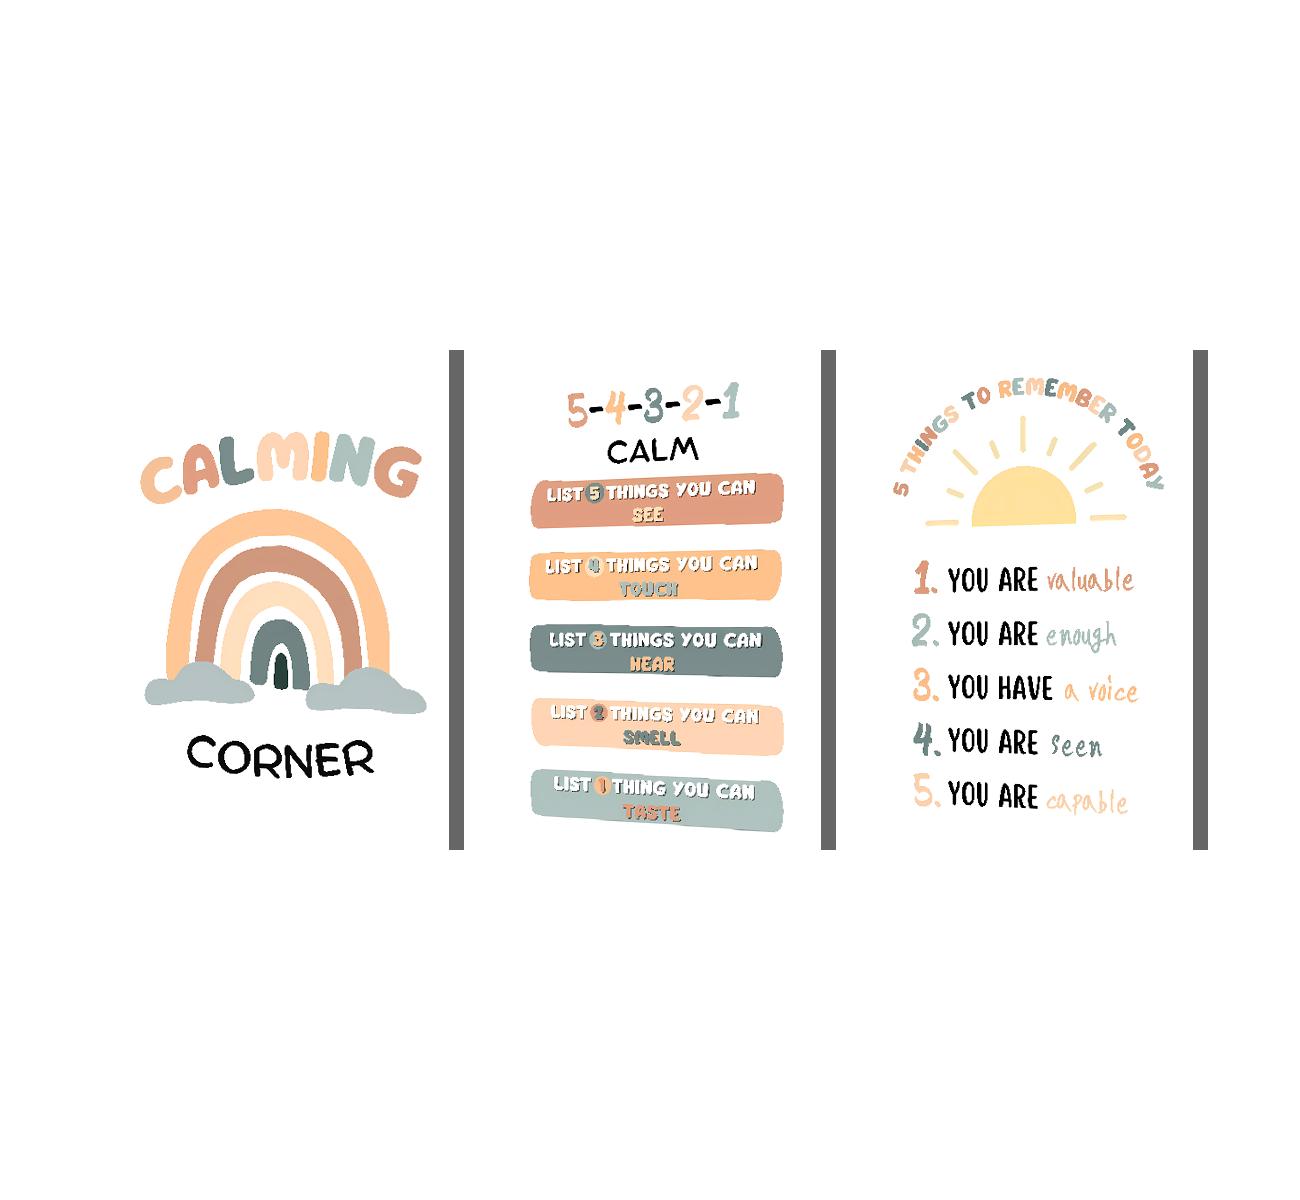 CALMING
CORNER
5-4-3-2-1
CALM
LIST 5 THINGS YOU CAN
SEE
LIST 4 THINGS YOU CAN
TOUCH
LIST 3 THINGS YOU CAN
HEAR
LIST 2 THINGS YOU CAN
SMELL
LIST 1 THING YOU CAN
TASTE
5 THINGS TO REMEMBER TODAY
1. YOU ARE valuable
2. YOU ARE enough
3. YOU HAVE a voice
4. YOU ARE seen
5. YOU ARE capable